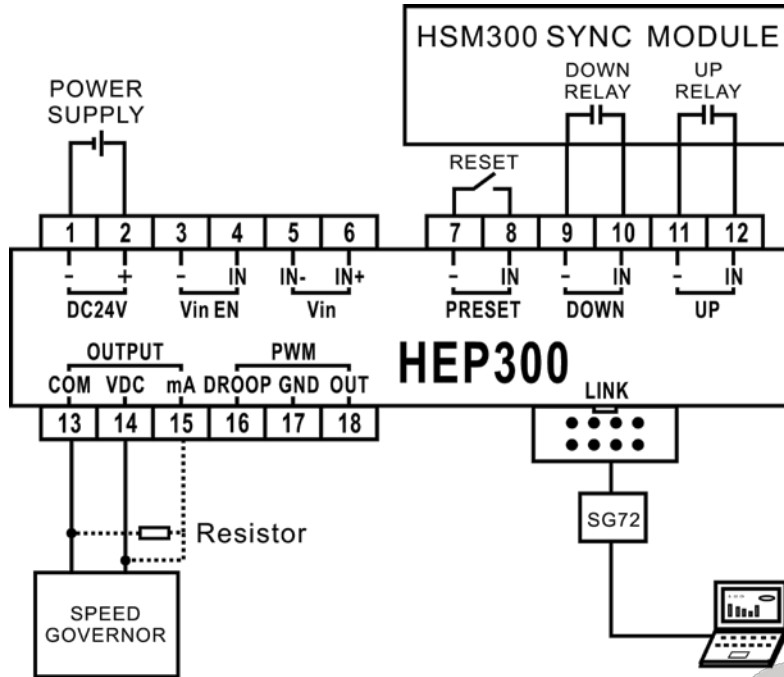 HSM300 SYNC MODULE
DOWN UP
RELAY RELAY
POWER
SUPPLY
RESET
1 2 3 4 5 6 7 8 9 10 11 12
- + - IN IN- IN+ - IN - IN - IN
DC24V Vin EN Vin PRESET DOWN UP
OUTPUT PWM
HEP300
COM VDC mA DROOP GND OUT
LINK
13 14 15 16 17 18
SG72
Resistor
SPEED
GOVERNOR